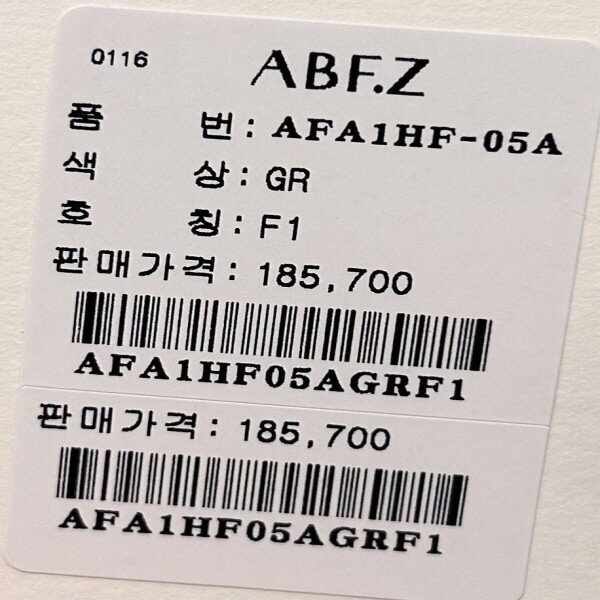 0116 ABF.Z
품 번 : AFA1HF-05A
색 상 : GR
호 칭 : F1
판매가격 : 185,700
AFA1HF05AGRF1
판매가격 : 185,700
AFA1HF05AGRF1